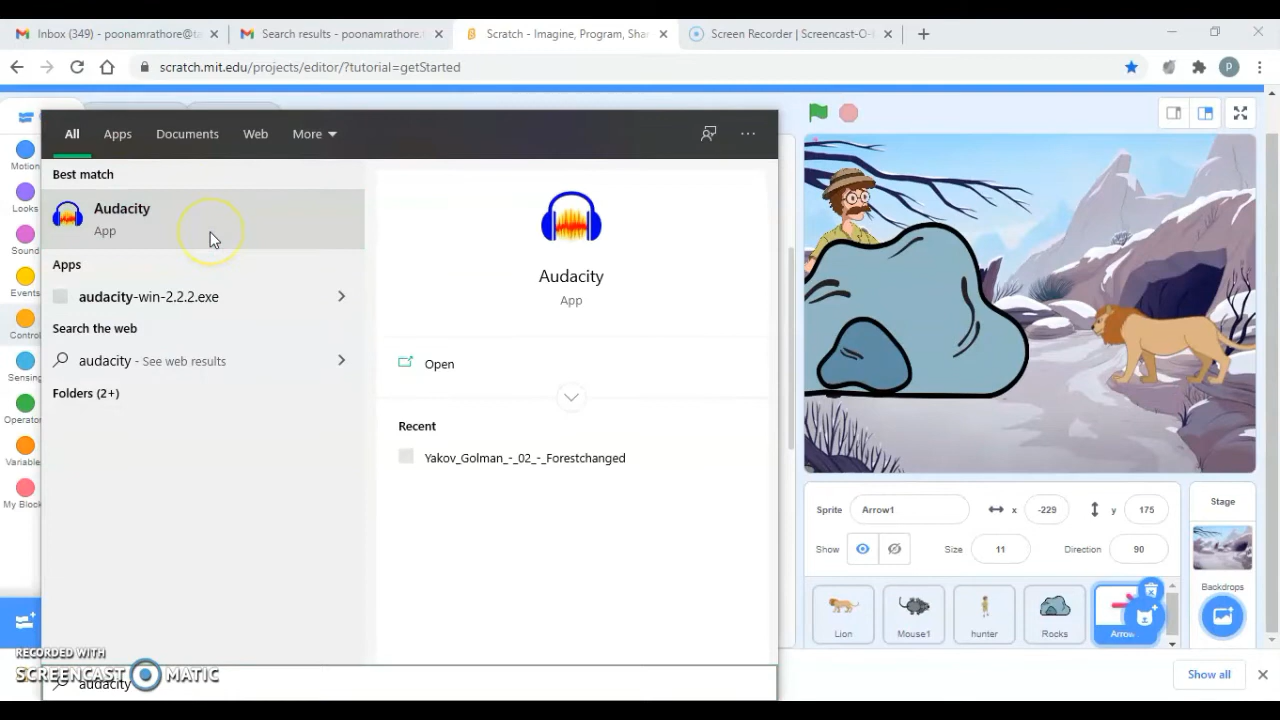 Inbox (349) - poonamrathore@ta
Search results - poonamrathore.
Scratch - Imagine, Program, Shar
Screen Recorder | Screencast-O-
scratch.mit.edu/projects/editor/?tutorial=getStarted
P
All
Apps
Documents
Web
More
Best match
Audacity
App
Apps
audacity-win-2.2.2.exe
Search the web
audacity - See web results
Folders (2+)
Audacity
App
Open
Recent
Yakov_Golman_-_02_-_Forestchanged
Motion
Looks
Sound
Events
Control
Sensing
Operator
Variable
My Block
Sprite
Arrow1
x
-229
y
175
Show
Size
11
Direction
90
Stage
Backdrops
Lion
Mouse1
hunter
Rocks
Arrow
RECORDED WITH
SCREENCAST MATIC
audacity
Show all